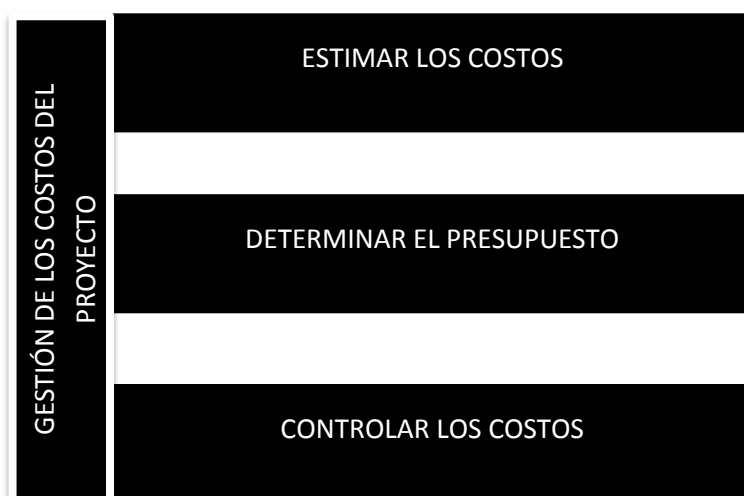 GESTIÓN DE LOS COSTOS DEL
PROYECTO
ESTIMAR LOS COSTOS
DETERMINAR EL PRESUPUESTO
CONTROLAR LOS COSTOS